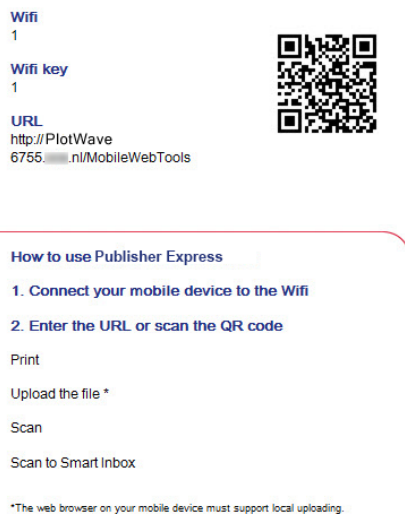 Wifi
1
Wifi key
1
URL
http://PlotWave
6755. .nl/MobileWebTools
How to use Publisher Express
1. Connect your mobile device to the Wifi
2. Enter the URL or scan the QR code
Print
Upload the file *
Scan
Scan to Smart Inbox
*The web browser on your mobile device must support local uploading.